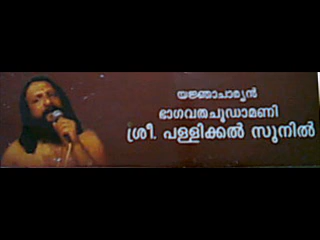 യജ്ഞാചാര്യൻ
ഭാഗവതചൂഡാമണി
ശ്രീ. പള്ളിക്കൽ സുനിൽ